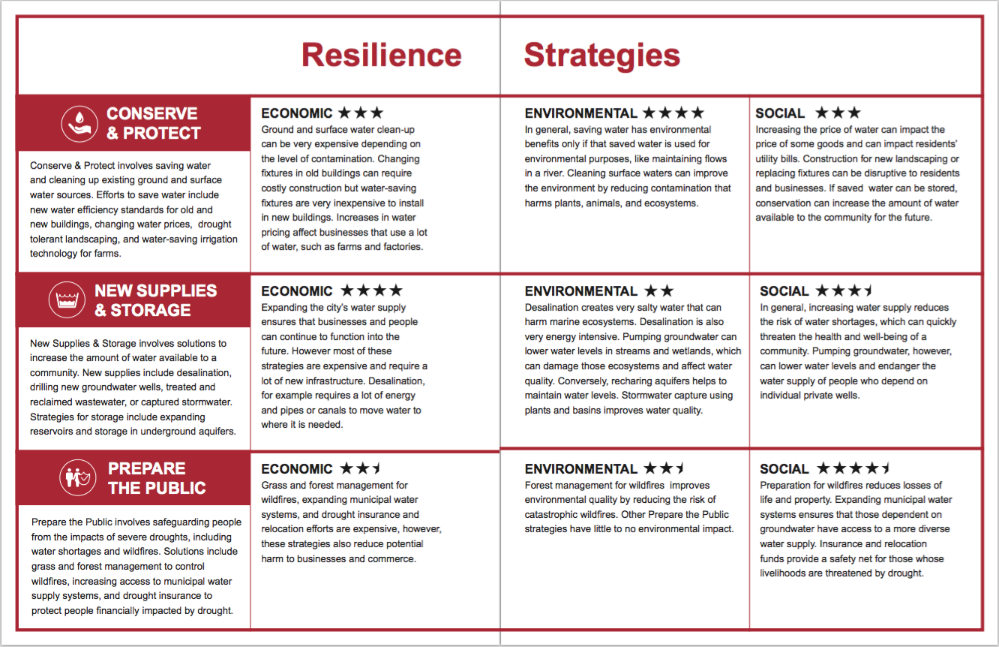 Resilience Strategies
CONSERVE
& PROTECT
Conserve & Protect involves saving water
and cleaning up existing ground and surface
water sources. Efforts to save water include
new water efficiency standards for old and
new buildings, changing water prices,  drought
tolerant landscaping, and water-saving irrigation
technology for farms.
ECONOMIC ★★★
Ground and surface water clean-up
can be very expensive depending on
the level of contamination. Changing
fixtures in old buildings can require
costly construction but water-saving
fixtures are very inexpensive to install
in new buildings. Increases in water
pricing affect businesses that use a lot
of water, such as farms and factories.
ENVIRONMENTAL ★★★★
In general, saving water has environmental
benefits only if that saved water is used for
environmental purposes, like maintaining flows
in a river. Cleaning surface waters can improve
the environment by reducing contamination that
harms plants, animals, and ecosystems.
SOCIAL ★★★
Increasing the price of water can impact the
price of some goods and can impact residents’
utility bills. Construction for new landscaping or
replacing fixtures can be disruptive to residents
and businesses. If saved  water can be stored,
conservation can increase the amount of water
available to the community for the future.
NEW SUPPLIES
& STORAGE
New Supplies & Storage involves solutions to
increase the amount of water available to a
community. New supplies include desalination,
drilling new groundwater wells, treated and
reclaimed wastewater, or captured stormwater.
Strategies for storage include expanding
reservoirs and storage in underground aquifers.
ECONOMIC ★★★★
Expanding the city’s water supply
ensures that businesses and people
can continue to function into the
future. However most of these
strategies are expensive and require a
lot of new infrastructure. Desalination,
for example requires a lot of energy
and pipes or canals to move water to
where it is needed.
ENVIRONMENTAL ★★
Desalination creates very salty water that can
harm marine ecosystems. Desalination is also
very energy intensive. Pumping groundwater can
lower water levels in streams and wetlands, which
can damage those ecosystems and affect water
quality. Conversely, recharing aquifers helps to
maintain water levels. Stormwater capture using
plants and basins improves water quality.
SOCIAL ★★★
In general, increasing water supply reduces
the risk of water shortages, which can quickly
threaten the health and well-being of a
community. Pumping groundwater, however,
can lower water levels and endanger the
water supply of people who depend on
individual private wells.
PREPARE
THE PUBLIC
Prepare the Public involves safeguarding people
from the impacts of severe droughts, including
water shortages and wildfires. Solutions include
grass and forest management to control
wildfires, increasing access to municipal water
supply systems, and drought insurance to
protect people financially impacted by drought.
ECONOMIC ★★
Grass and forest management for
wildfires, expanding municipal water
systems, and drought insurance and
relocation efforts are expensive, however,
these strategies also reduce potential
harm to businesses and commerce.
ENVIRONMENTAL ★★
Forest management for wildfires  improves
environmental quality by reducing the risk of
catastrophic wildfires. Other Prepare the Public
strategies have little to no environmental impact.
SOCIAL ★★★★
Preparation for wildfires reduces losses of
life and property. Expanding municipal water
systems ensures that those dependent on
groundwater have access to a more diverse
water supply. Insurance and relocation
funds provide a safety net for those whose
livelihoods are threatened by drought.